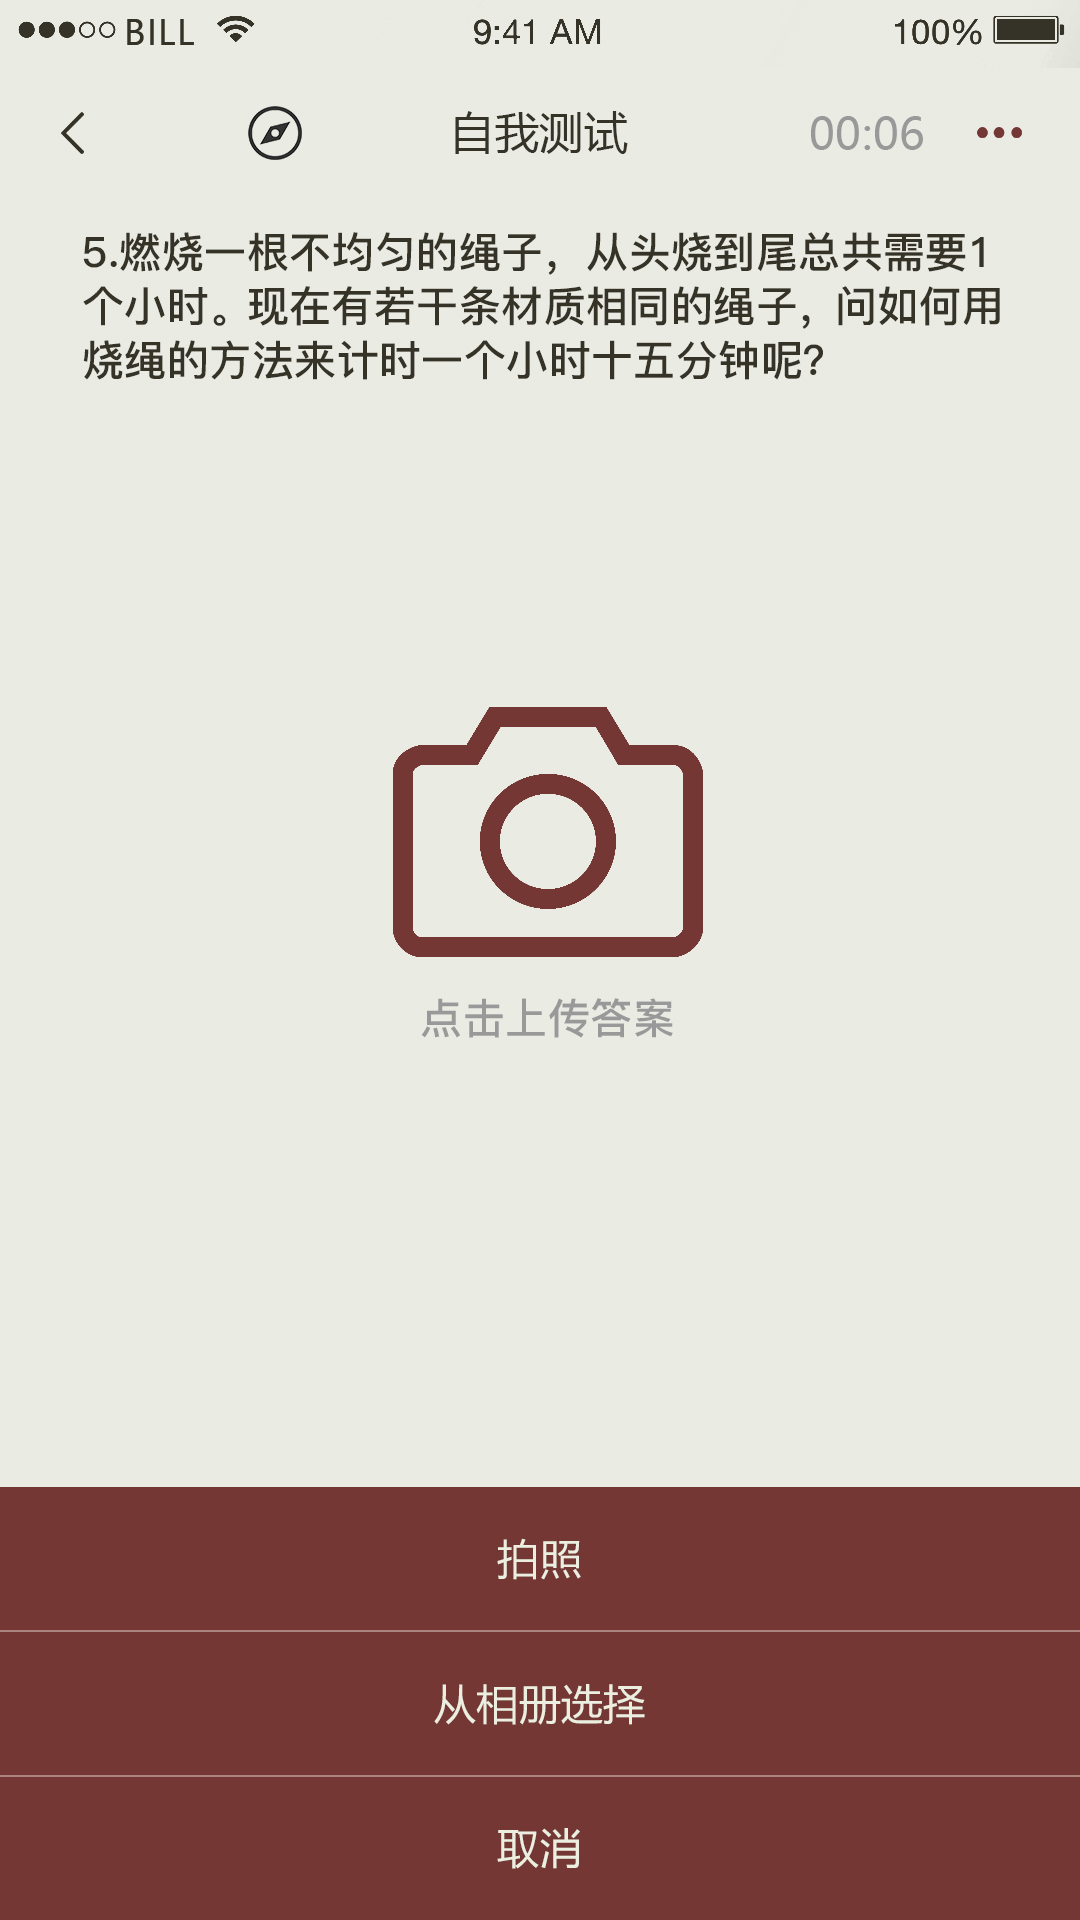 BILL 9:41 AM 100%
自我测试 00:06
5.燃烧一根不均匀的绳子，从头烧到尾总共需要1
个小时。现在有若干条材质相同的绳子，问如何用
烧绳的方法来计时一个小时十五分钟呢?
点击上传答案
拍照
从相册选择
取消